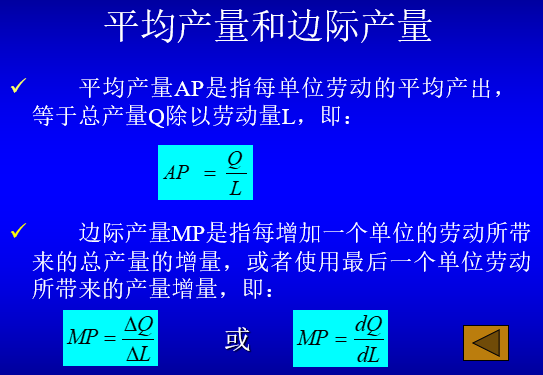 平均产量和边际产量
✓ 平均产量AP是指每单位劳动的平均产出，
等于总产量Q除以劳动量L，即：
AP = Q/L
✓ 边际产量MP是指每增加一个单位的劳动所带
来的总产量的增量，或者使用最后一个单位劳动
所带来的产量增量，即：
MP = ΔQ/ΔL 或 MP = dQ/dL